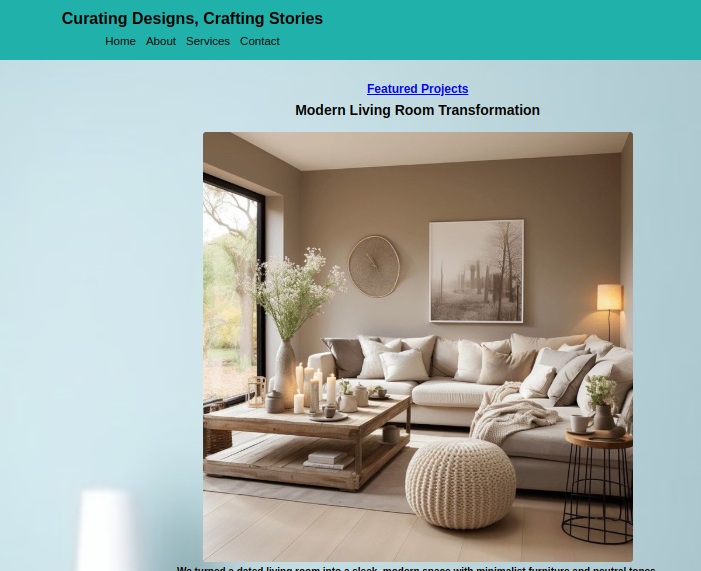 Curating Designs, Crafting Stories
Home About Services Contact
Featured Projects
Modern Living Room Transformation
We turned a dated living room into a sleek, modern space with minimalist furniture and neutral tones